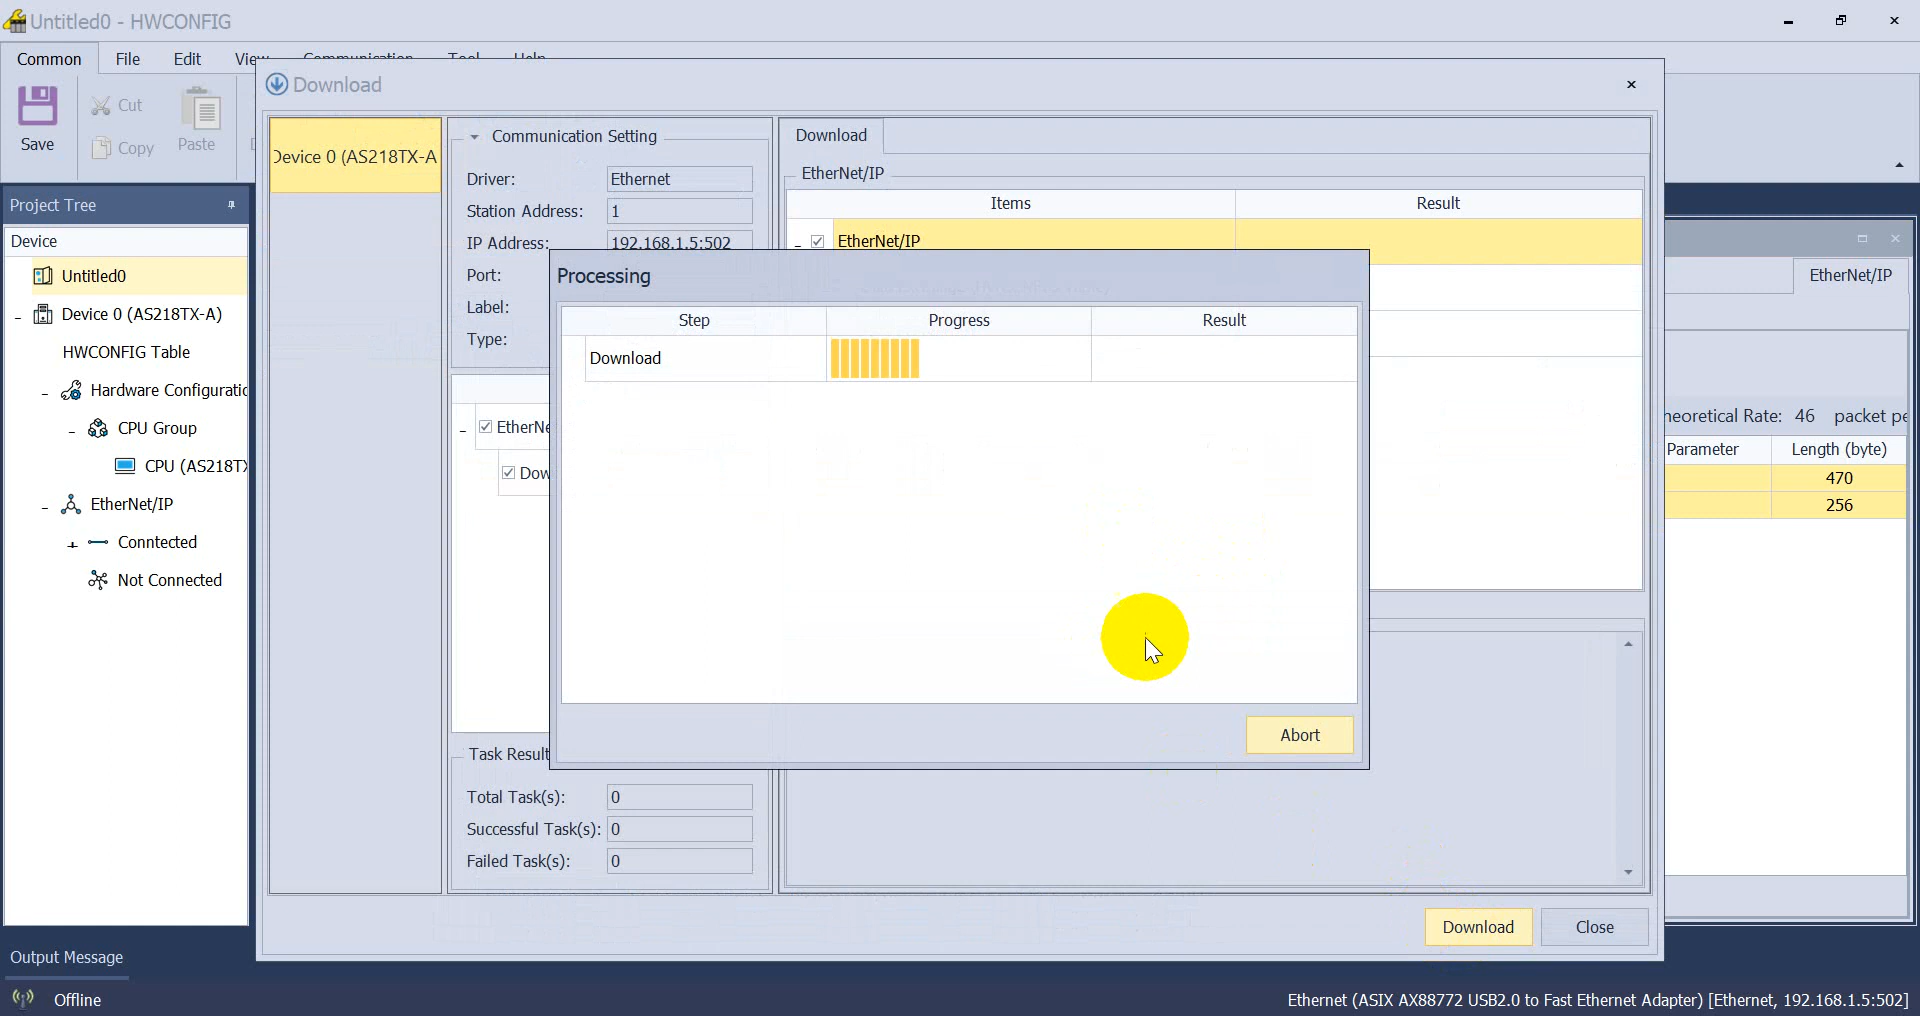 Untitled0 - HWCONFIG
Common File Edit View Communication Tool Help
Save
Cut
Copy
Paste
Project Tree
Device
Untitled0
Device 0 (AS218TX-A)
HWCONFIG Table
Hardware Configuratio
CPU Group
CPU (AS218TX
EtherNet/IP
Conntected
Not Connected
Download
Device 0 (AS218TX-A
Communication Setting
Driver: Ethernet
Station Address: 1
IP Address: 192.168.1.5:502
Port:
Label:
Type:
EtherNe
Dow
Task Result
Total Task(s): 0
Successful Task(s): 0
Failed Task(s): 0
Download
EtherNet/IP
Items Result
EtherNet/IP
Processing
Step Progress Result
Download
Abort
Download Close
EtherNet/IP
heoretical Rate: 46 packet pe
Parameter Length (byte)
470
256
Output Message
Offline
Ethernet (ASIX AX88772 USB2.0 to Fast Ethernet Adapter) [Ethernet, 192.168.1.5:502]